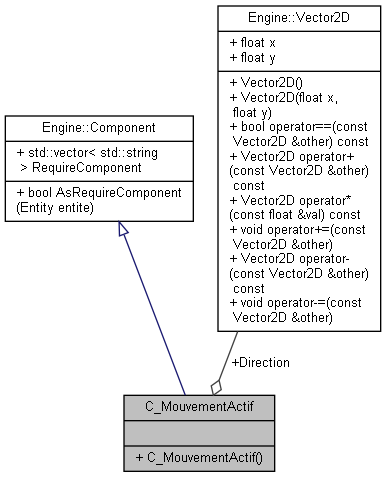 Engine::Vector2D
+ float x
+ float y
+ Vector2D()
+ Vector2D(float x,
float y)
+ bool operator==(const
Vector2D &other) const
+ Vector2D operator+
(const Vector2D &other)
const
+ Vector2D operator*
(const float &val) const
+ void operator+=(const
Vector2D &other)
+ Vector2D operator-
(const Vector2D &other)
const
+ void operator-=(const
Vector2D &other)
Engine::Component
+ std::vector< std::string
> RequireComponent
+ bool AsRequireComponent
(Entity entite)
+Direction
C_MouvementActif
+ C_MouvementActif()